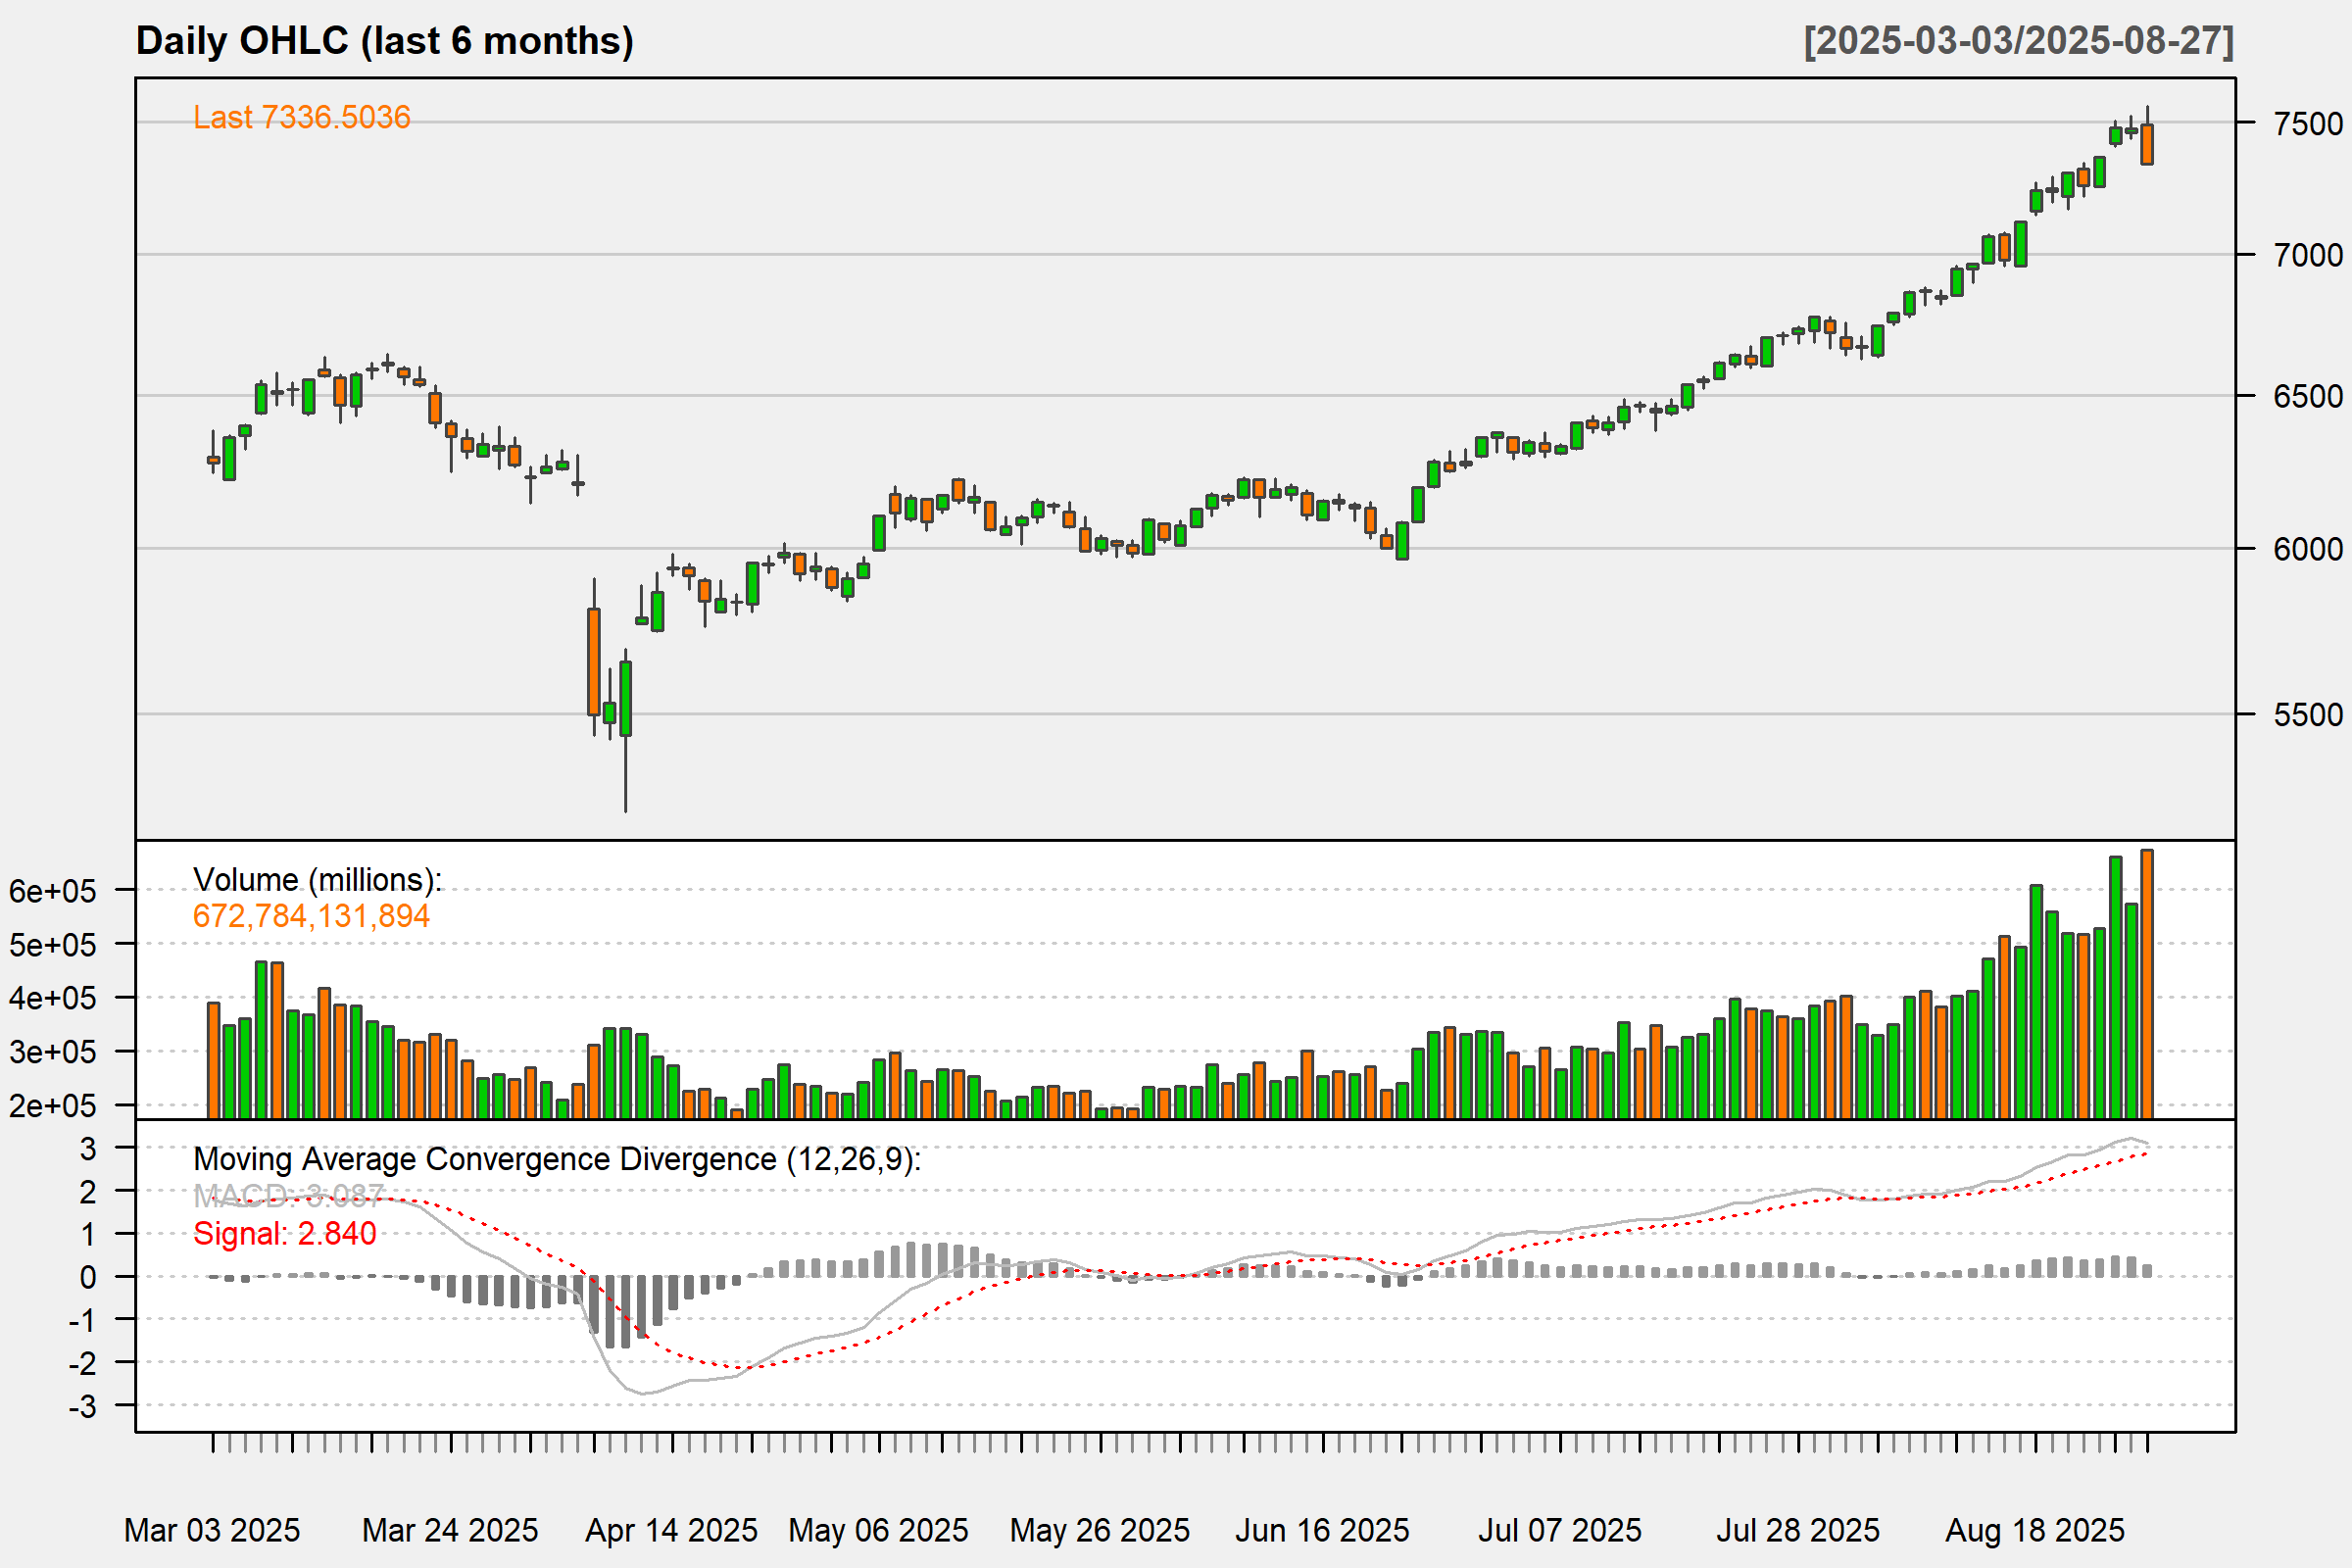 Daily OHLC (last 6 months) [2025-03-03/2025-08-27]
Last 7336.5036
7500
7000
6500
6000
5500
Volume (millions):
672,784,131,894
6e+05
5e+05
4e+05
3e+05
2e+05
Moving Average Convergence Divergence (12,26,9):
MACD: 3.087
Signal: 2.840
3
2
1
0
-1
-2
-3
Mar 03 2025 Mar 24 2025 Apr 14 2025 May 06 2025 May 26 2025 Jun 16 2025 Jul 07 2025 Jul 28 2025 Aug 18 2025